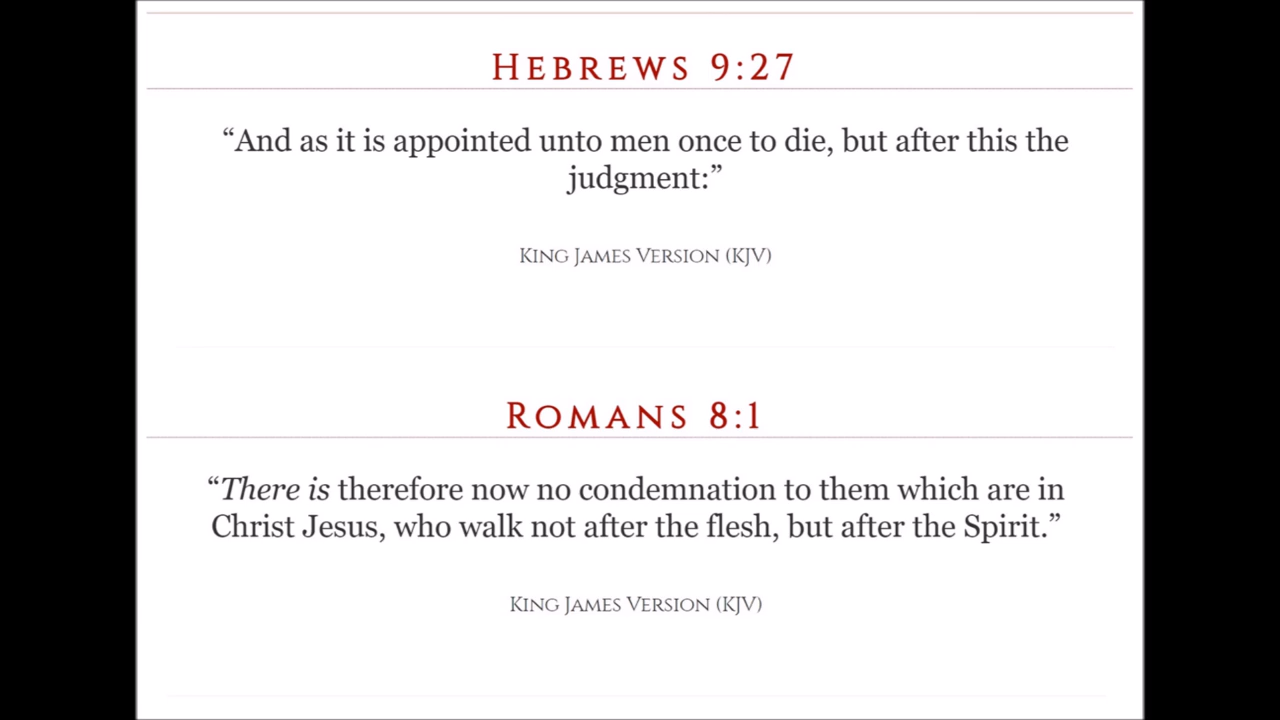 Hebrews 9:27
“And as it is appointed unto men once to die, but after this the
judgment:”
King James Version (KJV)
Romans 8:1
“There is therefore now no condemnation to them which are in
Christ Jesus, who walk not after the flesh, but after the Spirit.”
King James Version (KJV)